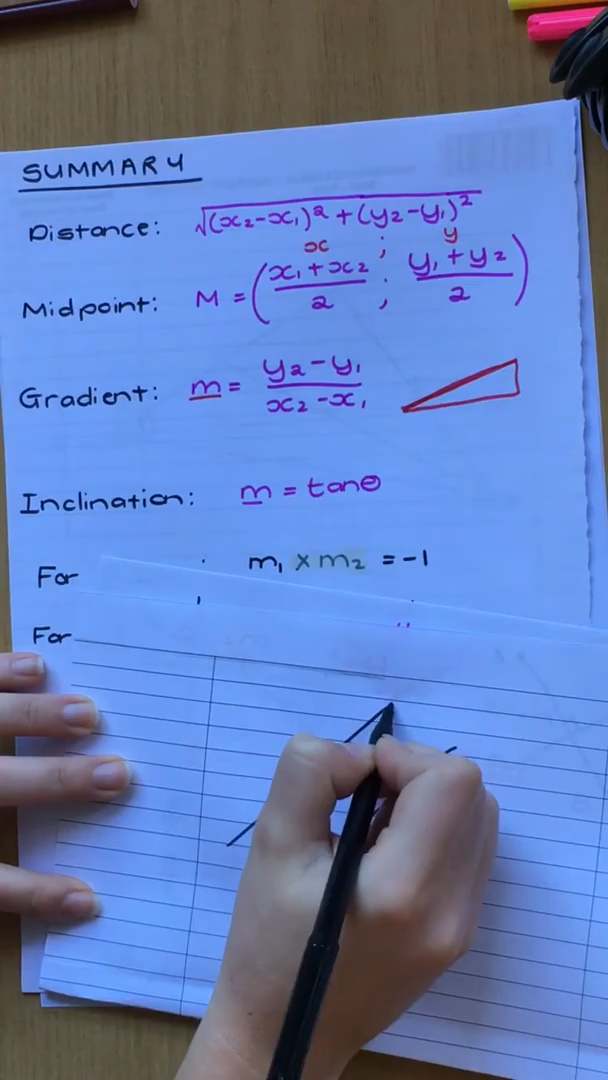 SUMMARY
Distance: √(x₂-x₁)² + (y₂-y₁)²
x ; y
Midpoint: M = (x₁+x₂/2 ; y₁+y₂/2)
Gradient: m = y₂-y₁/x₂-x₁
Inclination: m = tanθ
For : m₁ × m₂ = -1
For